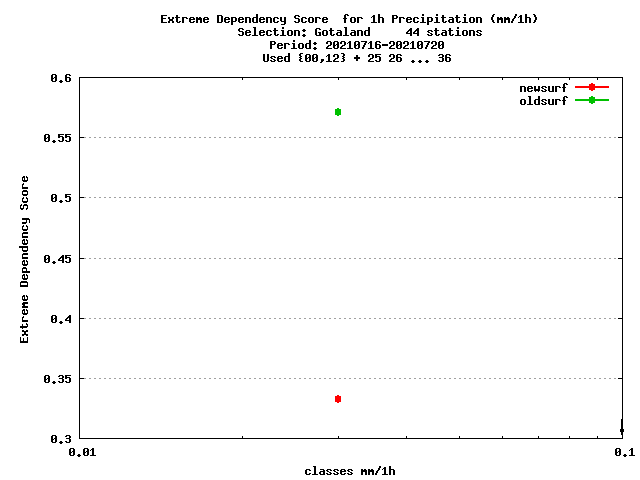 Extreme Dependency Score  for 1h Precipitation (mm/1h)
Selection: Gotaland     44 stations
Period: 20210716-20210720
Used {00,12} + 25 26 ... 36
newsurf
oldsurf
0.6
0.55
0.5
0.45
0.4
0.35
0.3
Extreme Dependency Score
0.01
0.1
classes mm/1h